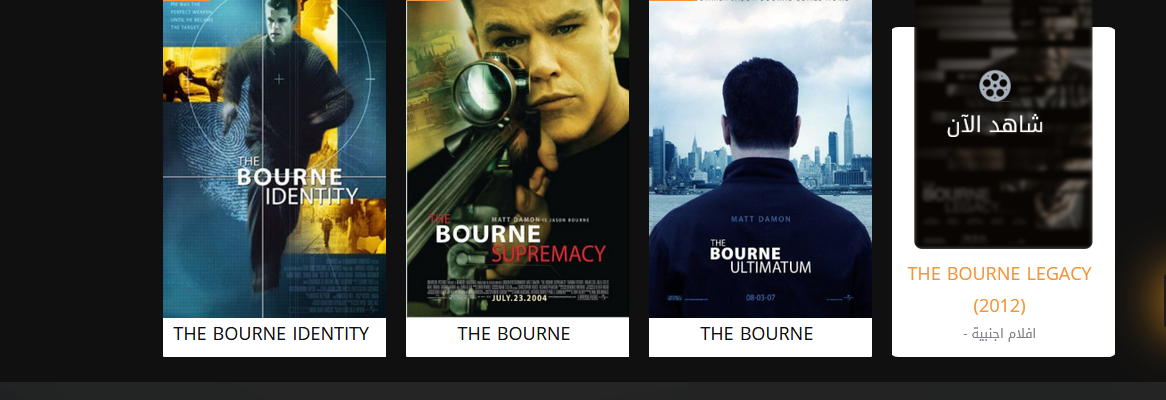 ME THE
PERFECT WEAPON
UNTIL HE BECAME
THE TARGET.
THE
BOURNE
IDENTITY
THE BOURNE IDENTITY
THE
MATT DAMON IS JASON BOURNE
BOURNE
SUPREMACY
JULY.23.2004
THE BOURNE
MATT DAMON
THE
BOURNE
ULTIMATUM
08-03-07
THE BOURNE
شاهد الآن
THE BOURNE LEGACY
(2012)
افلام اجنبية -